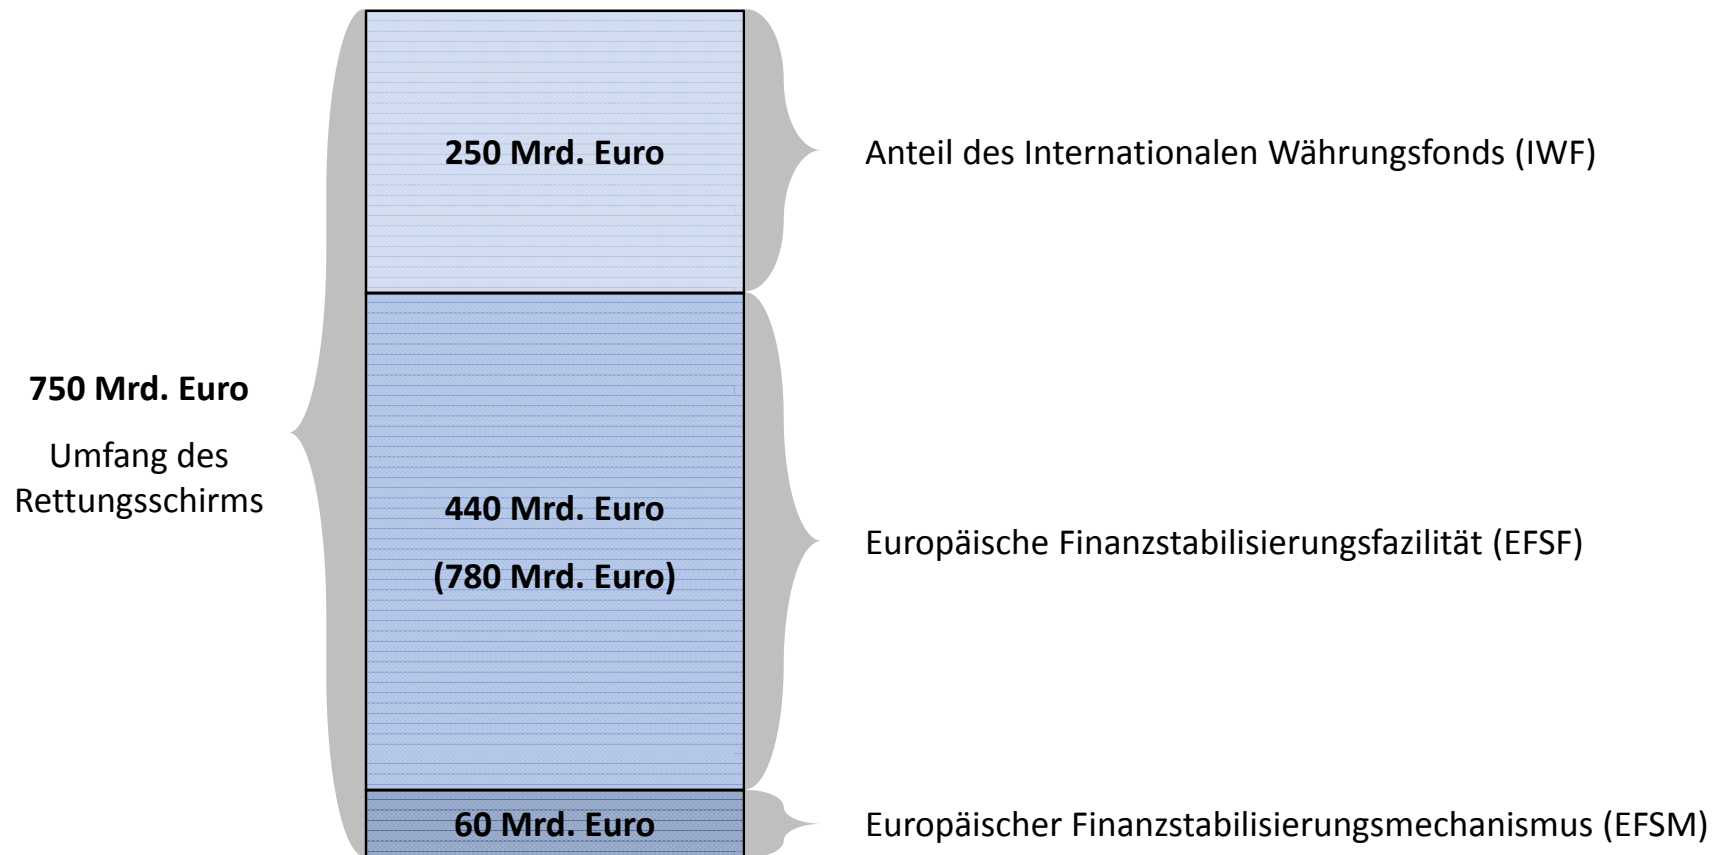 250 Mrd. Euro
Anteil des Internationalen Währungsfonds (IWF)
750 Mrd. Euro
Umfang des
Rettungsschirms
440 Mrd. Euro
(780 Mrd. Euro)
Europäische Finanzstabilisierungsfazilität (EFSF)
60 Mrd. Euro
Europäischer Finanzstabilisierungsmechanismus (EFSM)